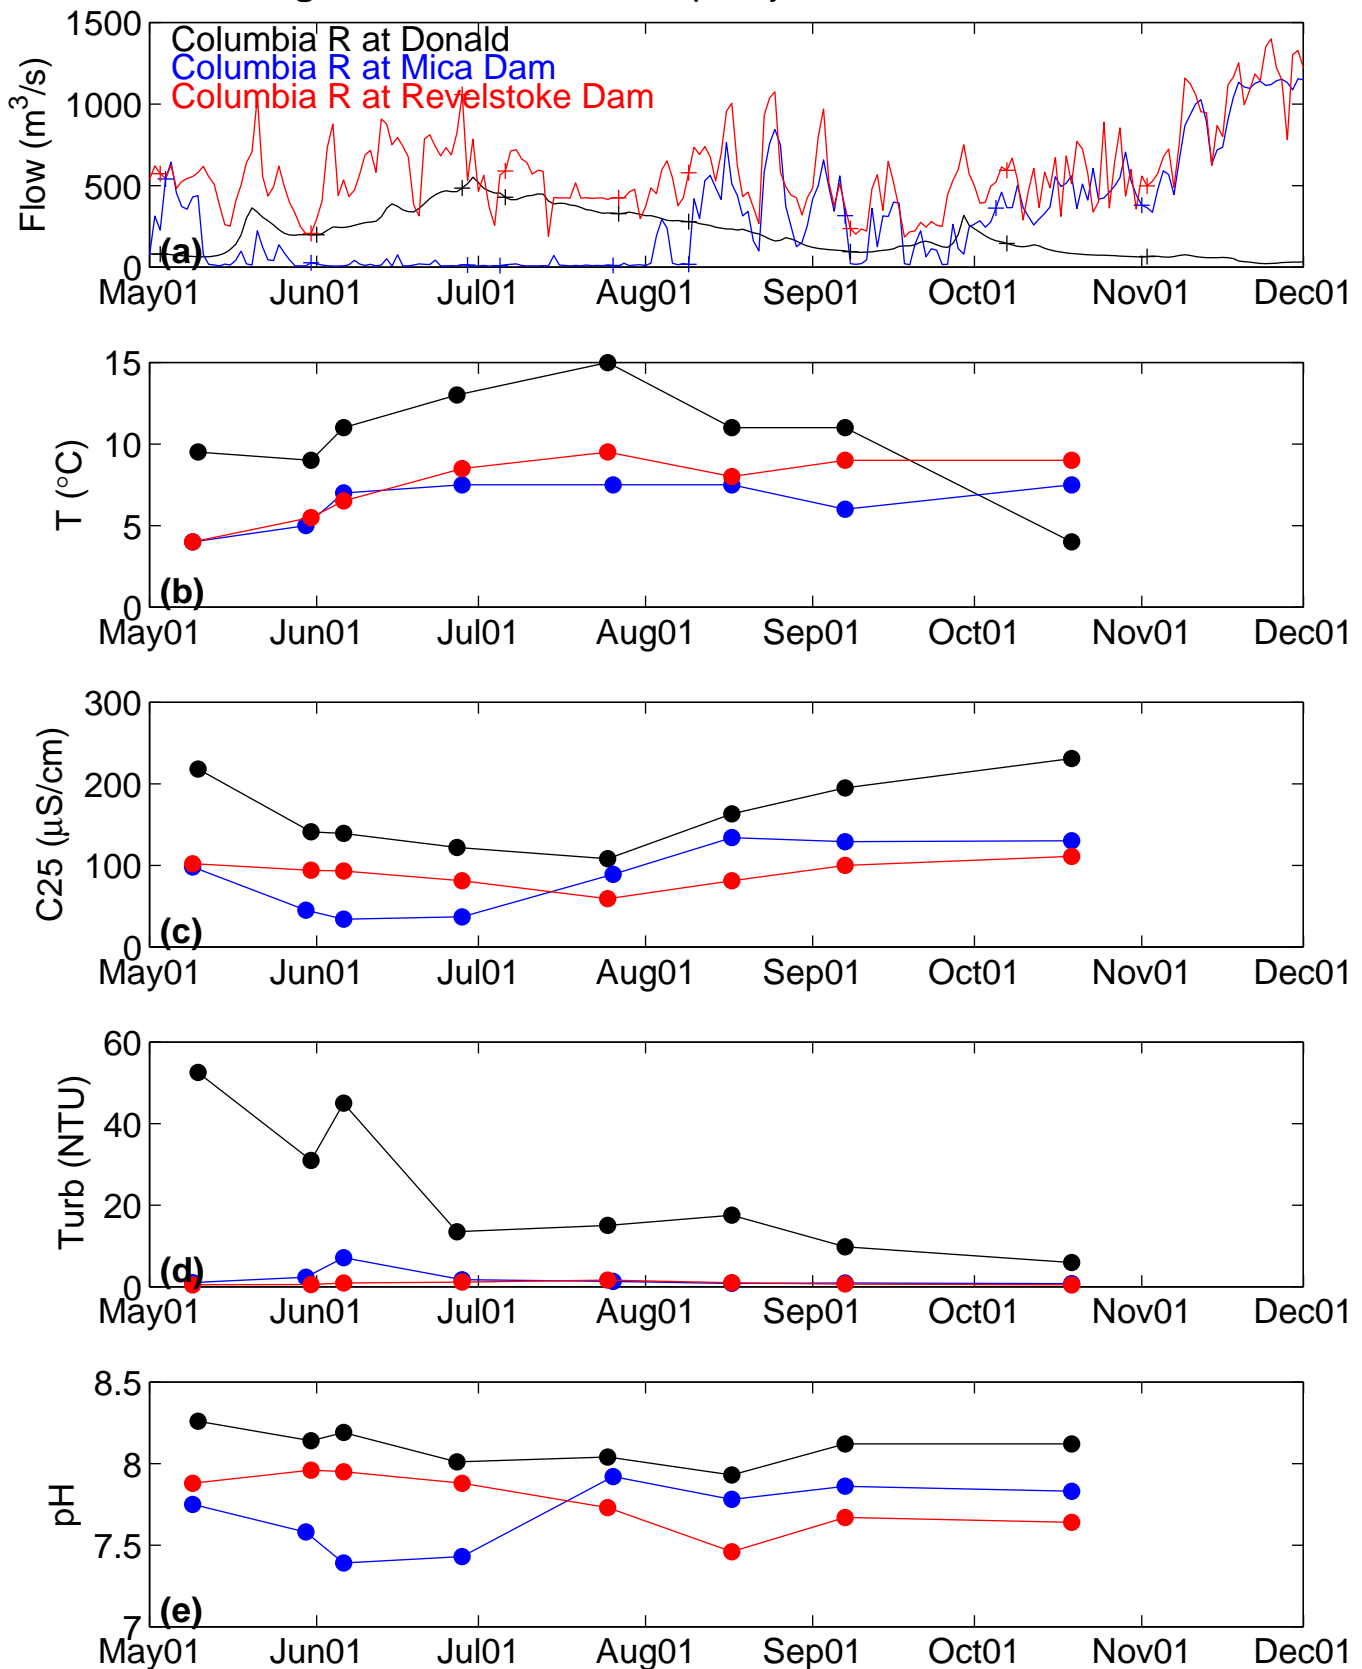 1500
Columbia R at Donald
Columbia R at Mica Dam
Columbia R at Revelstoke Dam
1000
500
0
Flow (m³/s)
(a)
May01 Jun01 Jul01 Aug01 Sep01 Oct01 Nov01 Dec01
15
10
5
0
T (°C)
(b)
May01 Jun01 Jul01 Aug01 Sep01 Oct01 Nov01 Dec01
300
200
100
0
C25 (µS/cm)
(c)
May01 Jun01 Jul01 Aug01 Sep01 Oct01 Nov01 Dec01
60
40
20
0
Turb (NTU)
(d)
May01 Jun01 Jul01 Aug01 Sep01 Oct01 Nov01 Dec01
8.5
8
7.5
7
pH
(e)
May01 Jun01 Jul01 Aug01 Sep01 Oct01 Nov01 Dec01